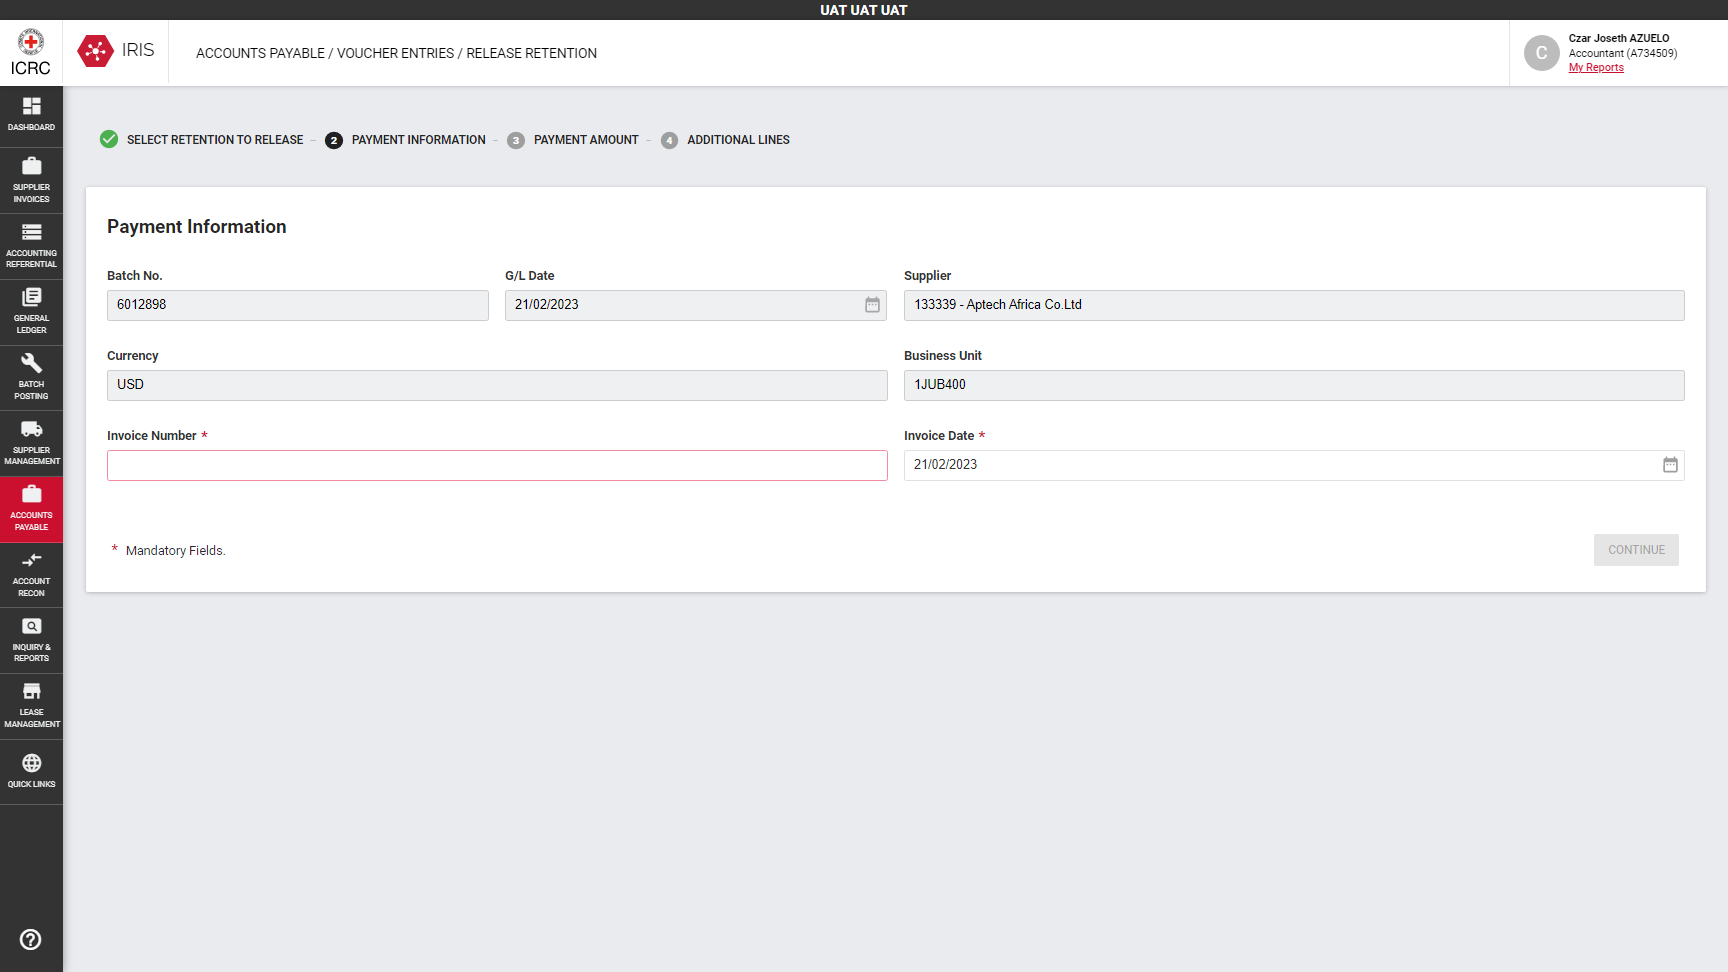 UAT UAT UAT
ICRC
IRIS
ACCOUNTS PAYABLE / VOUCHER ENTRIES / RELEASE RETENTION
C
Czar Joseth AZUELO
Accountant (A734509)
My Reports
DASHBOARD
SUPPLIER
INVOICES
ACCOUNTING
REFERENTIAL
GENERAL
LEDGER
BATCH
POSTING
SUPPLIER
MANAGEMENT
ACCOUNTS
PAYABLE
ACCOUNT
RECON
INQUIRY &
REPORTS
LEASE
MANAGEMENT
QUICK LINKS
?
SELECT RETENTION TO RELEASE – 2 PAYMENT INFORMATION – 3 PAYMENT AMOUNT – 4 ADDITIONAL LINES
Payment Information
Batch No. G/L Date Supplier
6012898 21/02/2023 133339 - Aptech Africa Co.Ltd
Currency Business Unit
USD 1JUB400
Invoice Number * Invoice Date *
21/02/2023
* Mandatory Fields.
CONTINUE